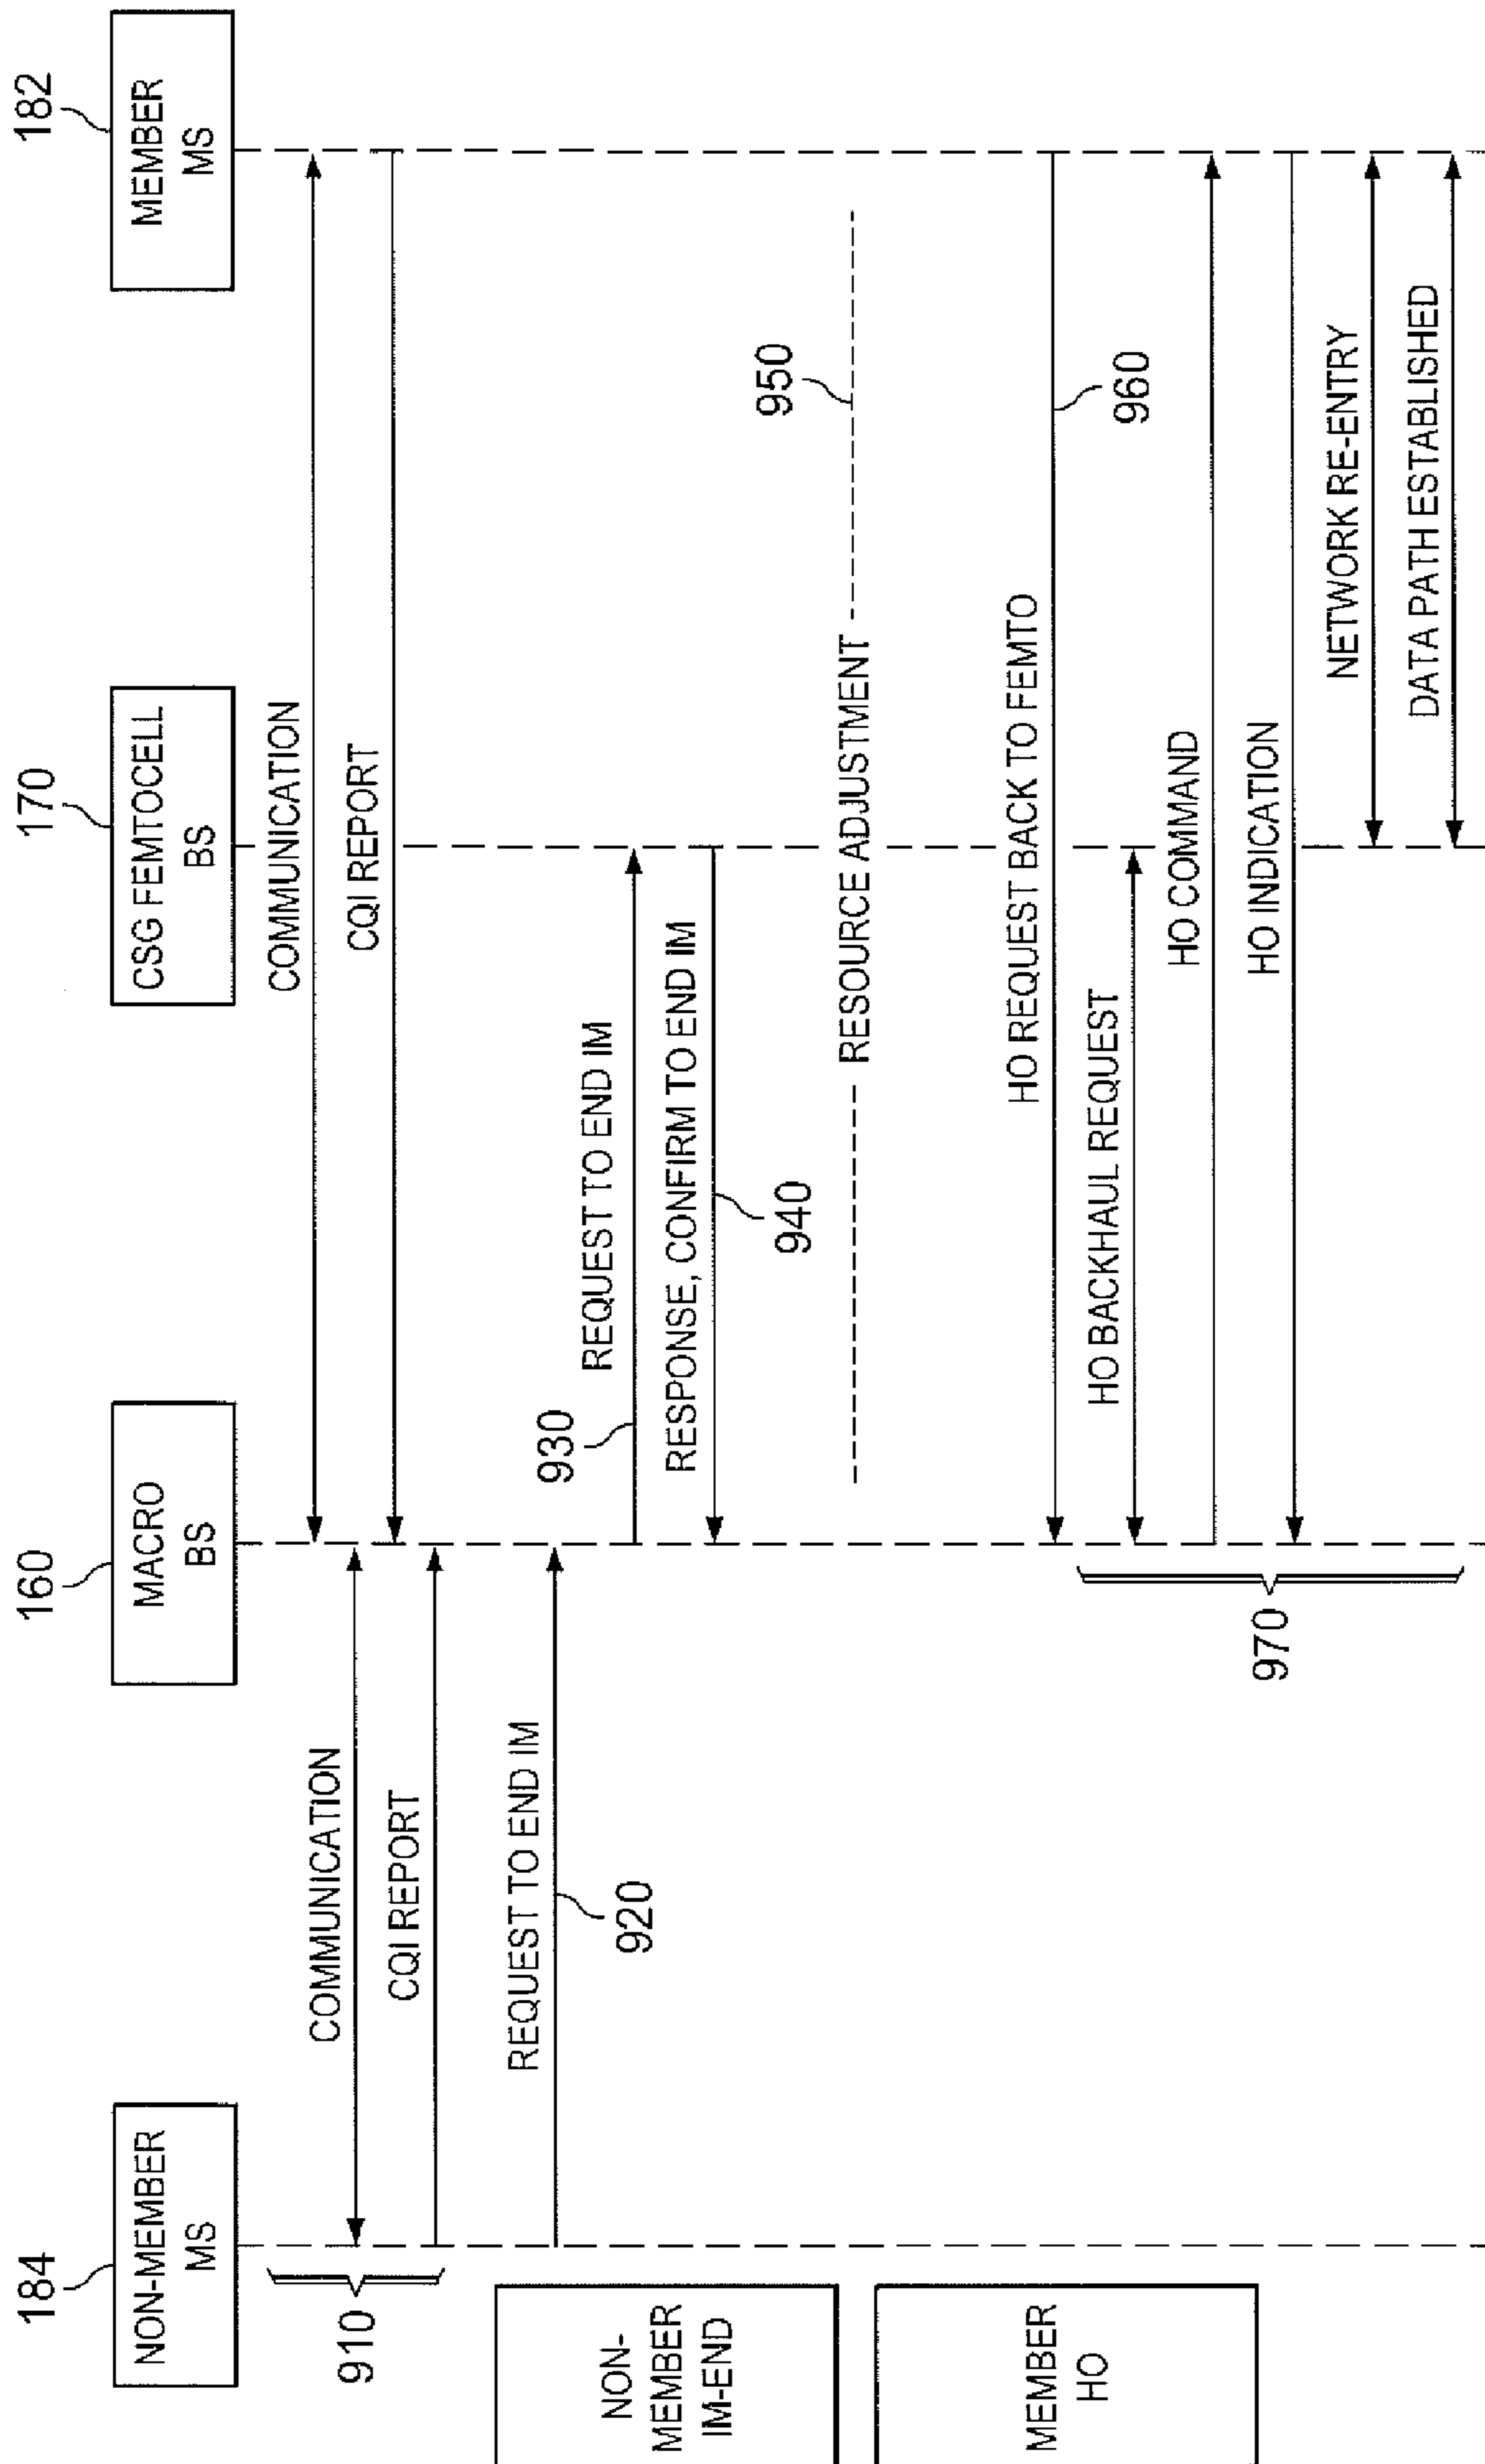 184
NON-MEMBER
MS
160
MACRO
BS
170
CSG FEMTOCELL
BS
182
MEMBER
MS
910
COMMUNICATION
COMMUNICATION
CQI REPORT
CQI REPORT
NON-
MEMBER
IM-END
REQUEST TO END IM
920
930
REQUEST TO END IM
RESPONSE, CONFIRM TO END IM
940
RESOURCE ADJUSTMENT
950
MEMBER
HO
HO REQUEST BACK TO FEMTO
960
970
HO BACKHAUL REQUEST
HO COMMAND
HO INDICATION
NETWORK RE-ENTRY
DATA PATH ESTABLISHED